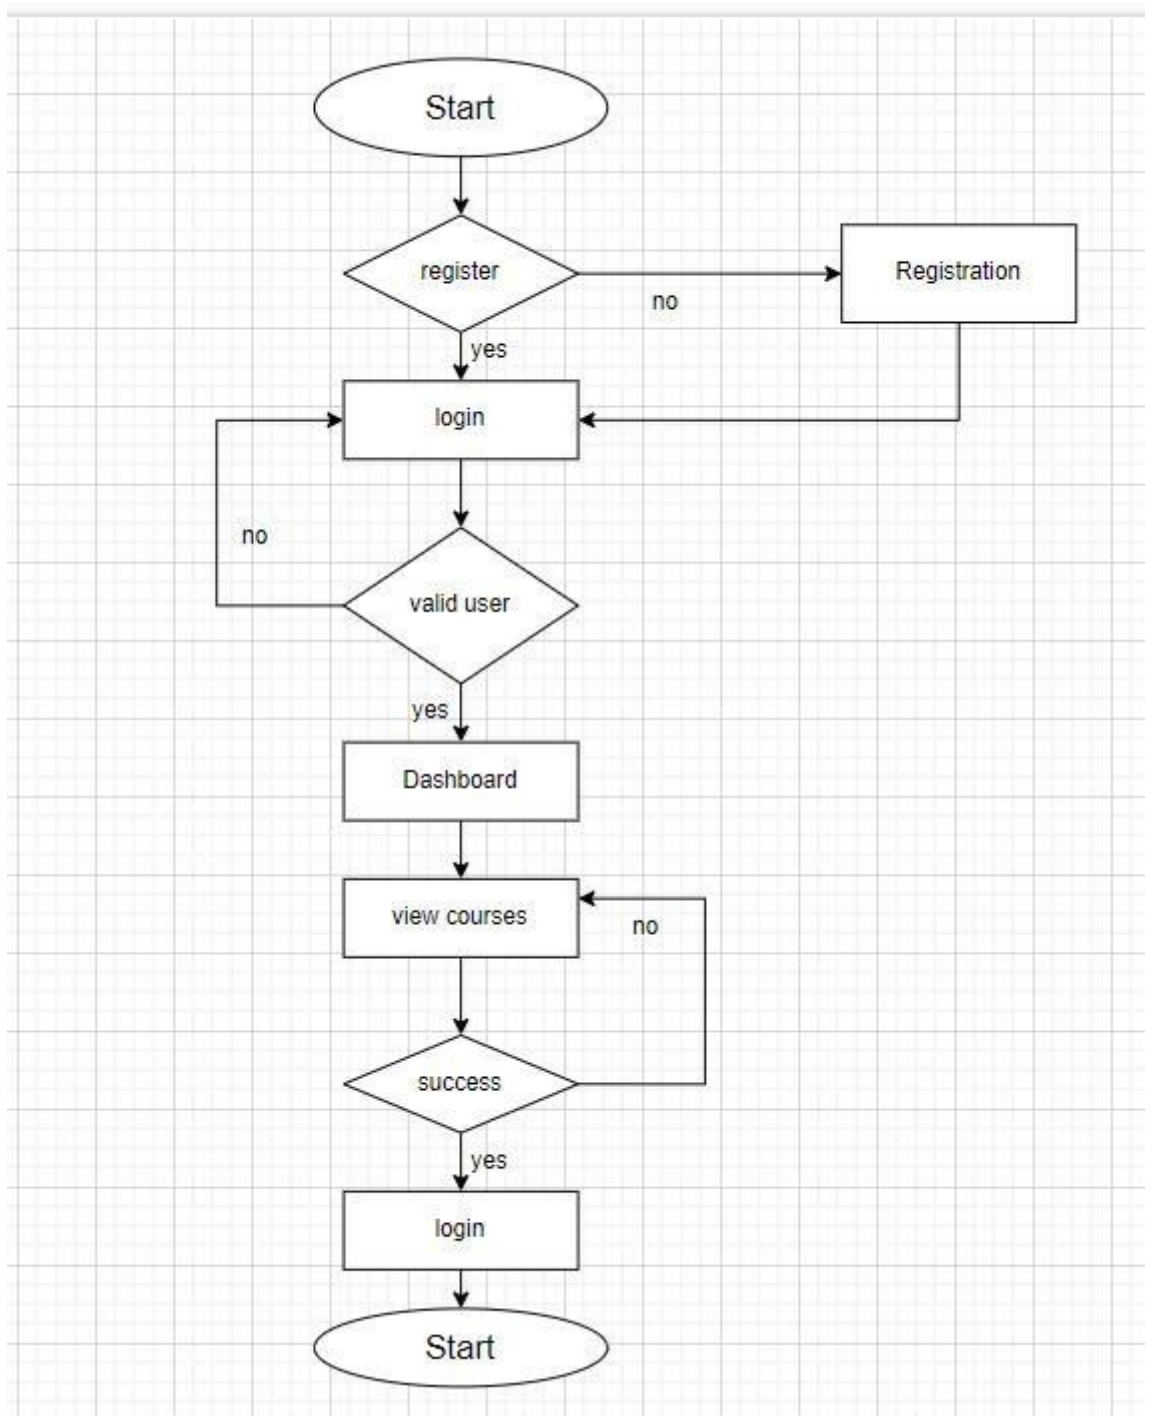 Start
register
Registration
no
yes
login
no
valid user
yes
Dashboard
view courses
no
success
yes
login
Start